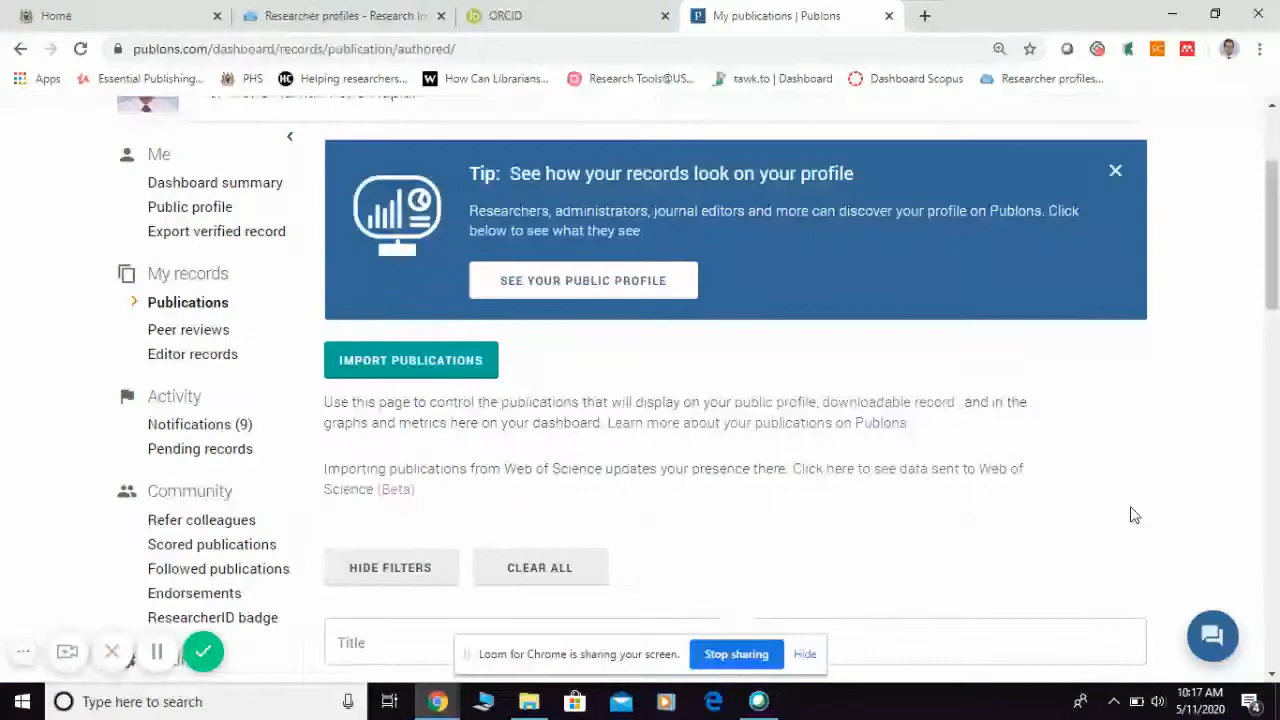 Home
Researcher profiles - Research Im
ORCID
My publications | Publons
publons.com/dashboard/records/publication/authored/
Apps
Essential Publishing...
PHS
Helping researchers...
How Can Librarians...
Research Tools@US...
tawk.to | Dashboard
Dashboard Scopus
Researcher profiles...
Me
Dashboard summary
Public profile
Export verified record
My records
Publications
Peer reviews
Editor records
Activity
Notifications (9)
Pending records
Community
Refer colleagues
Scored publications
Followed publications
Endorsements
ResearcherID badge
Tip: See how your records look on your profile
Researchers, administrators, journal editors and more can discover your profile on Publons. Click
below to see what they see
SEE YOUR PUBLIC PROFILE
IMPORT PUBLICATIONS
Use this page to control the publications that will display on your public profile, downloadable record , and in the
graphs and metrics here on your dashboard. Learn more about your publications on Publons.
Importing publications from Web of Science updates your presence there. Click here to see data sent to Web of
Science (Beta)
HIDE FILTERS
CLEAR ALL
Title
Loom for Chrome is sharing your screen.
Stop sharing
Hide
Type here to search
10:17 AM
5/11/2020
4